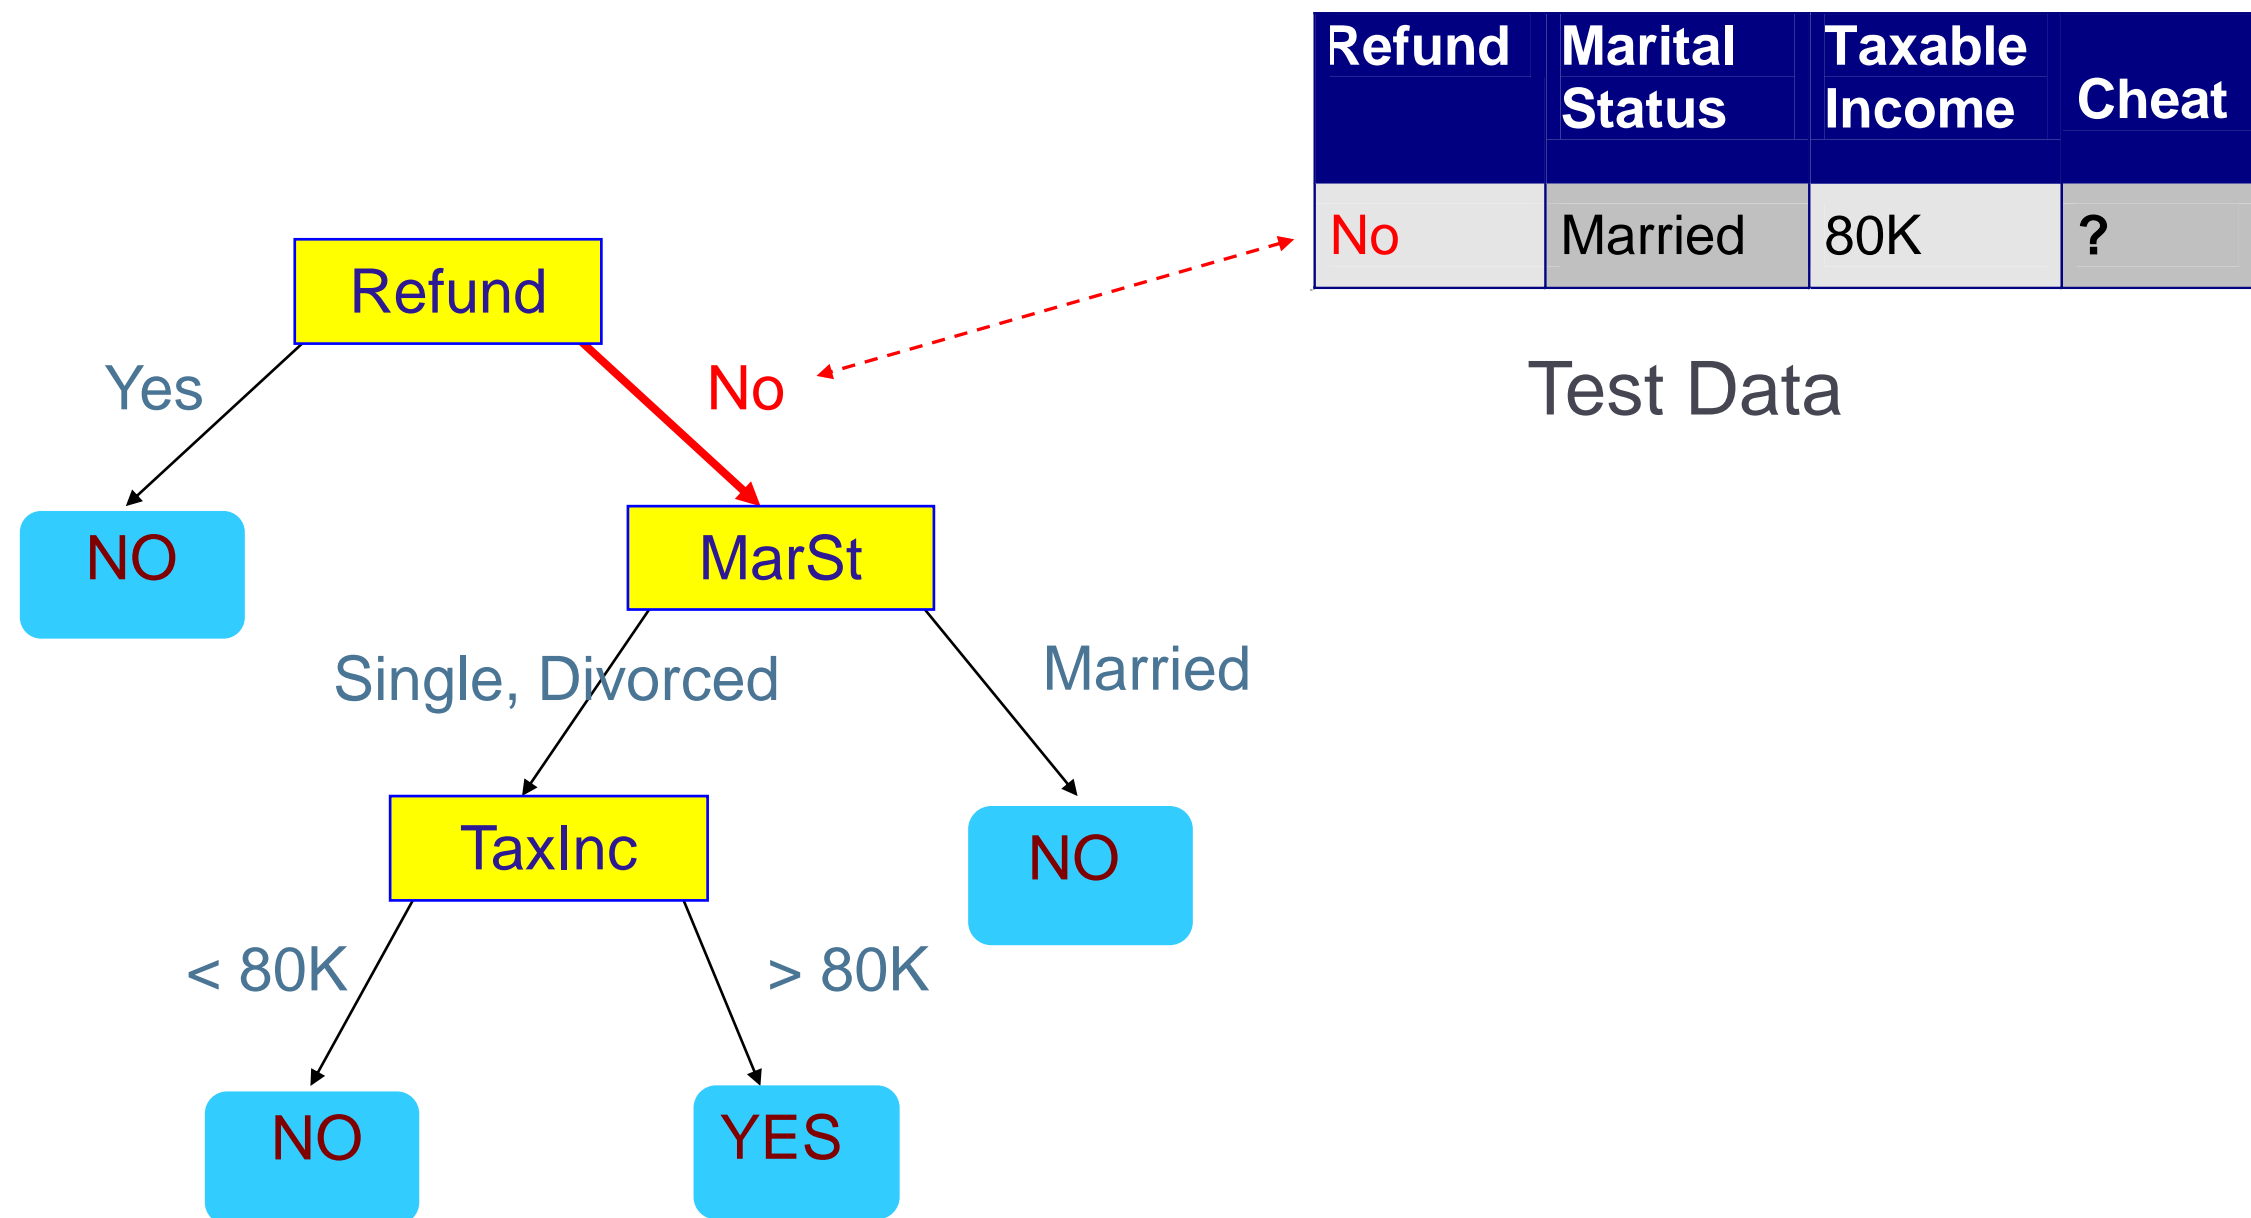 Refund Marital Status Taxable Income Cheat
No Married 80K ?
Test Data
Refund
Yes
No
NO
MarSt
Single, Divorced
Married
TaxInc
NO
< 80K
> 80K
NO
YES